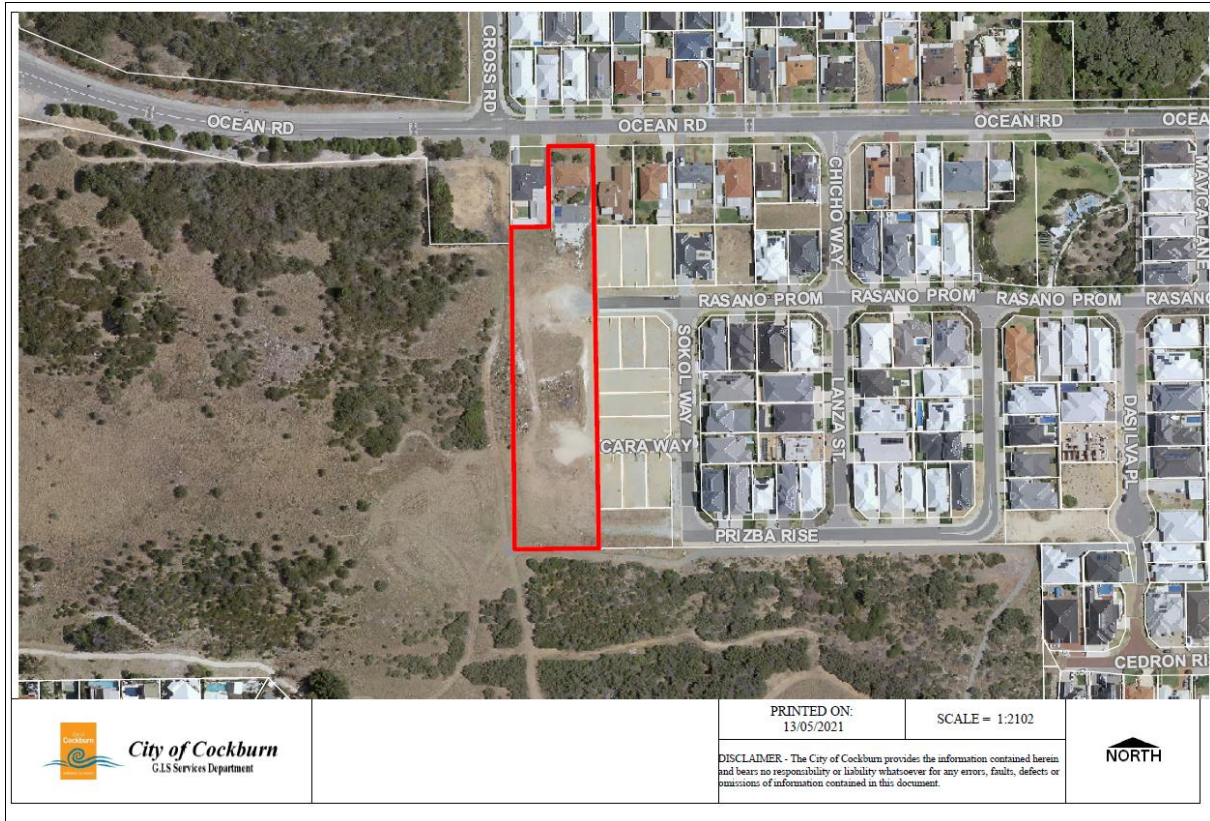 CROSS RD
OCEAN RD
OCEAN RD
OCEAN RD
OCEA
CHICHO WAY
MAVICA LANE
RASANO PROM
RASANO PROM
RASANO PROM
RASANO
SOKOL WAY
LANZA ST
DASILVA PL
CARA WAY
PRIZBA RISE
CEDRON RI
City of
Cockburn
City of Cockburn
G.I.S Services Department
PRINTED ON:
13/05/2021
SCALE = 1:2102
DISCLAIMER - The City of Cockburn provides the information contained herein
and bears no responsibility or liability whatsoever for any errors, faults, defects or
omissions of information contained in this document.
NORTH